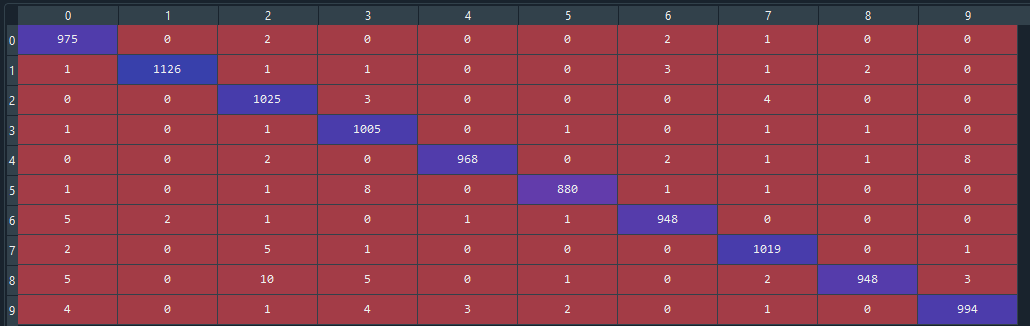 0 1 2 3 4 5 6 7 8 9
0 975 0 2 0 0 0 2 1 0 0
1 1 1126 1 1 0 0 3 1 2 0
2 0 0 1025 3 0 0 0 4 0 0
3 1 0 1 1005 0 1 0 1 1 0
4 0 0 2 0 968 0 2 1 1 8
5 1 0 1 8 0 880 1 1 0 0
6 5 2 1 0 1 1 948 0 0 0
7 2 0 5 1 0 0 0 1019 0 1
8 5 0 10 5 0 1 0 2 948 3
9 4 0 1 4 3 2 0 1 0 994